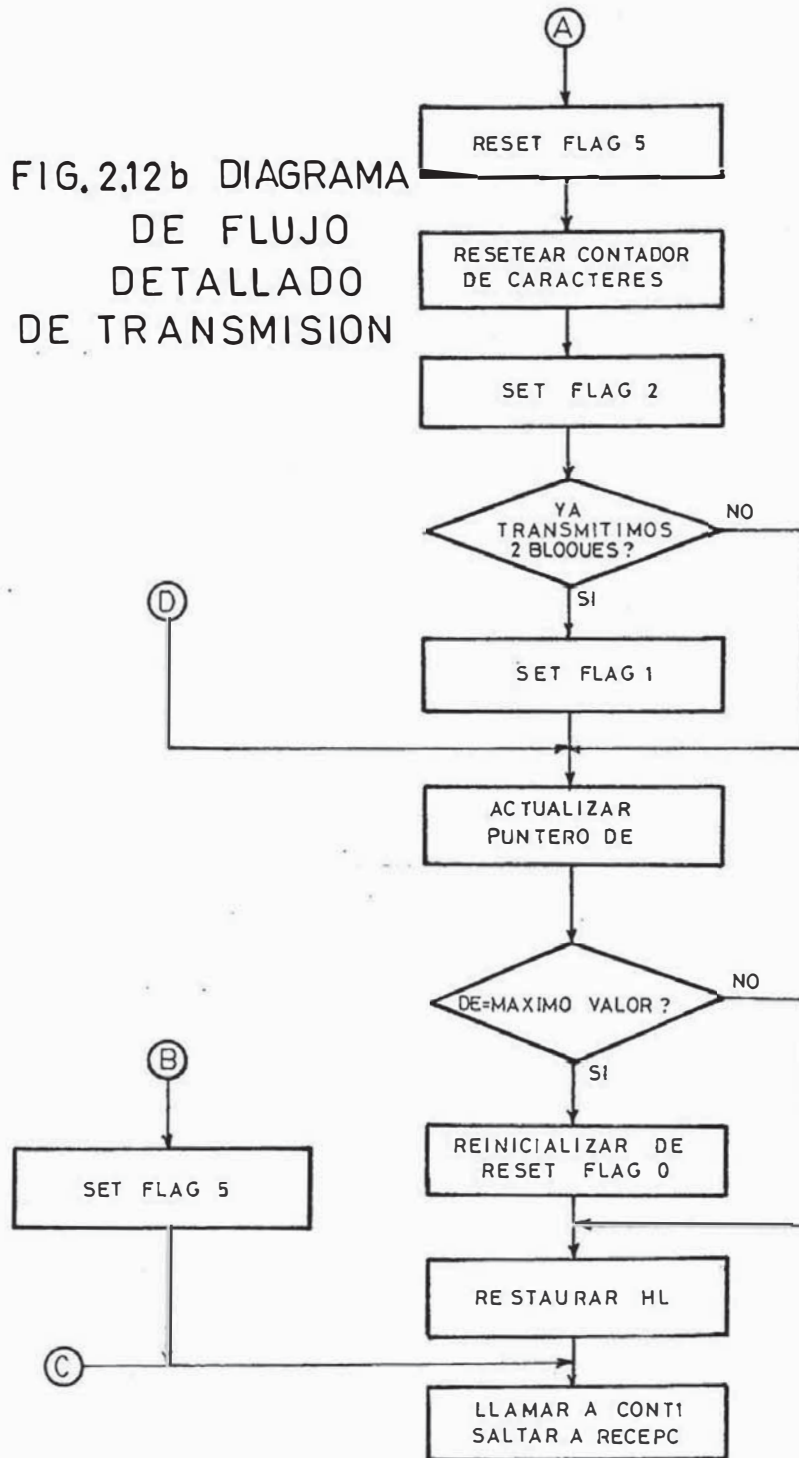 A
RESET FLAG 5
FIG. 2.12b DIAGRAMA
DE FLUJO
DETALLADO
DE TRANSMISION
RESETEAR CONTADOR
DE CARACTERES
SET FLAG 2
YA
TRANSMITIMOS
2 BLOQUES?
NO
SI
D
SET FLAG 1
ACTUALIZAR
PUNTERO DE
DE=MAXIMO VALOR?
NO
SI
B
SET FLAG 5
REINICIALIZAR DE
RESET FLAG 0
RESTAURAR HL
C
LLAMAR A CONT1
SALTAR A RECEPC